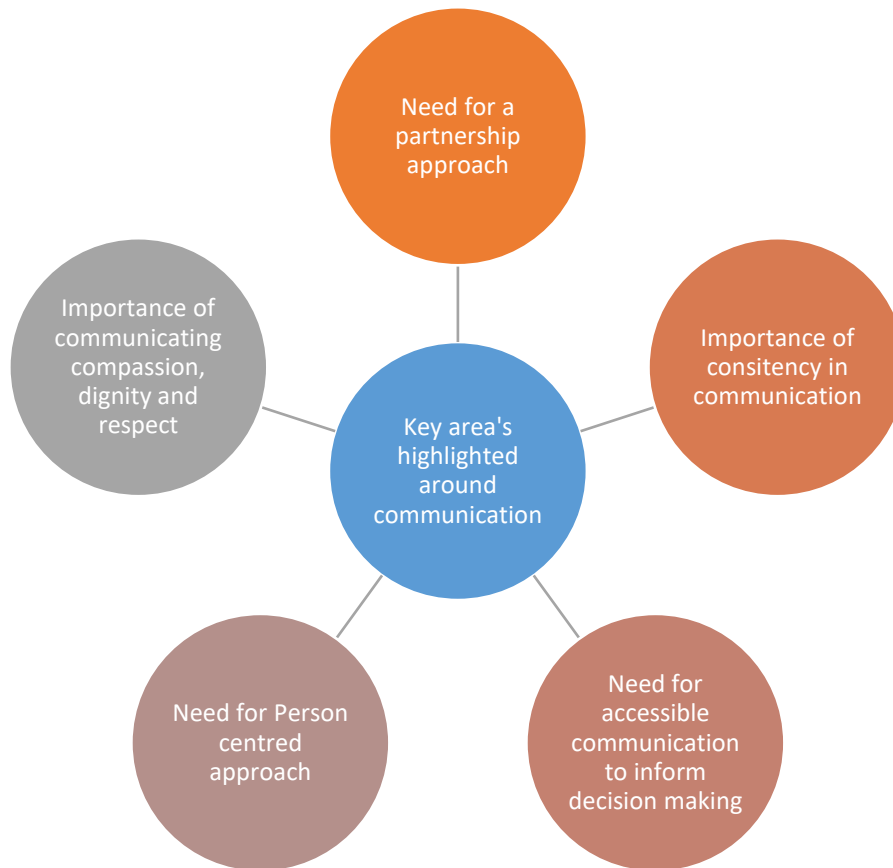 Need for a
partnership
approach
Importance of
communicating
compassion,
dignity and
respect
Importance of
consitency in
communication
Key area's
highlighted
around
communication
Need for Person
centred
approach
Need for
accessible
communication
to inform
decision making